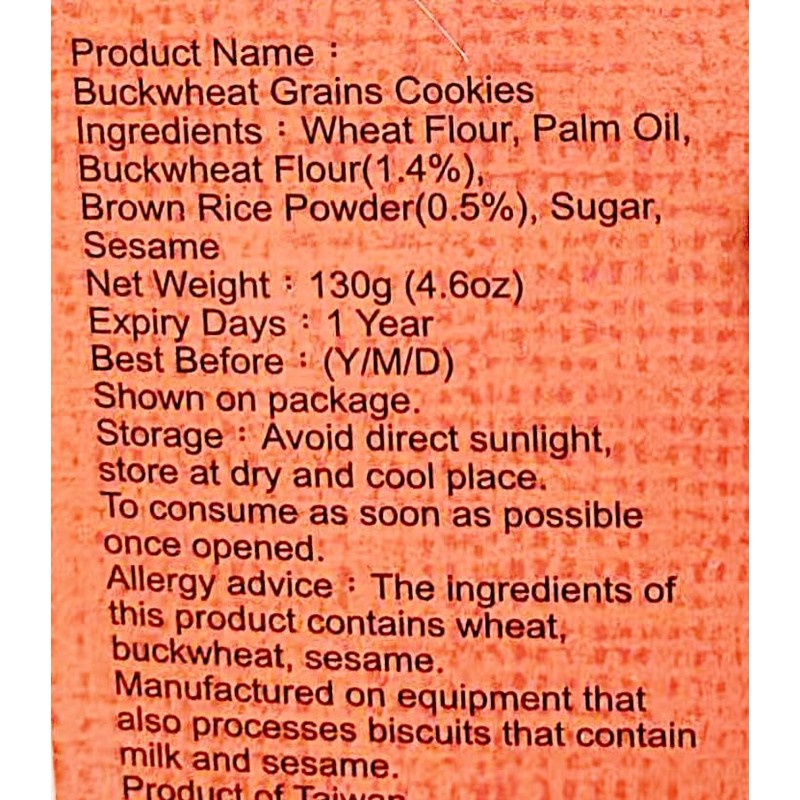 Product Name：
Buckwheat Grains Cookies
Ingredients：Wheat Flour, Palm Oil,
Buckwheat Flour(1.4%),
Brown Rice Powder(0.5%), Sugar,
Sesame
Net Weight：130g (4.6oz)
Expiry Days：1 Year
Best Before：(Y/M/D)
Shown on package.
Storage：Avoid direct sunlight,
store at dry and cool place.
To consume as soon as possible
once opened.
Allergy advice：The ingredients of
this product contains wheat,
buckwheat, sesame.
Manufactured on equipment that
also processes biscuits that contain
milk and sesame.
Product of Taiwan